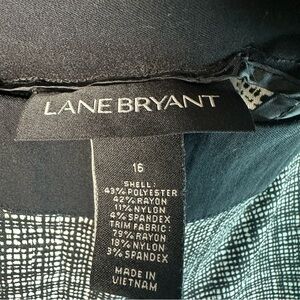 LANE BRYANT
16
SHELL:
43% POLYESTER
42% RAYON
11% NYLON
4% SPANDEX
TRIM FABRIC:
79% RAYON
18% NYLON
3% SPANDEX
MADE IN
VIETNAM